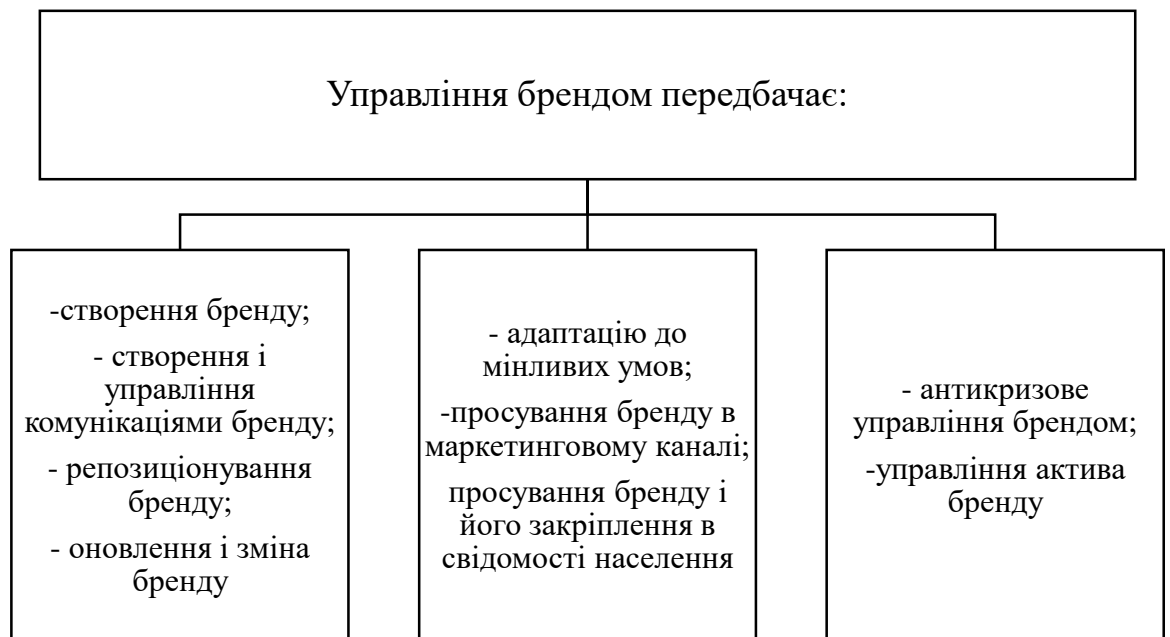 Управління брендом передбачає:
-створення бренду;
- створення і
управління
комунікаціями бренду;
- репозиціонування
бренду;
- оновлення і зміна
бренду
- адаптацію до
мінливих умов;
-просування бренду в
маркетинговому каналі;
просування бренду і
його закріплення в
свідомості населення
- антикризове
управління брендом;
-управління актива
бренду